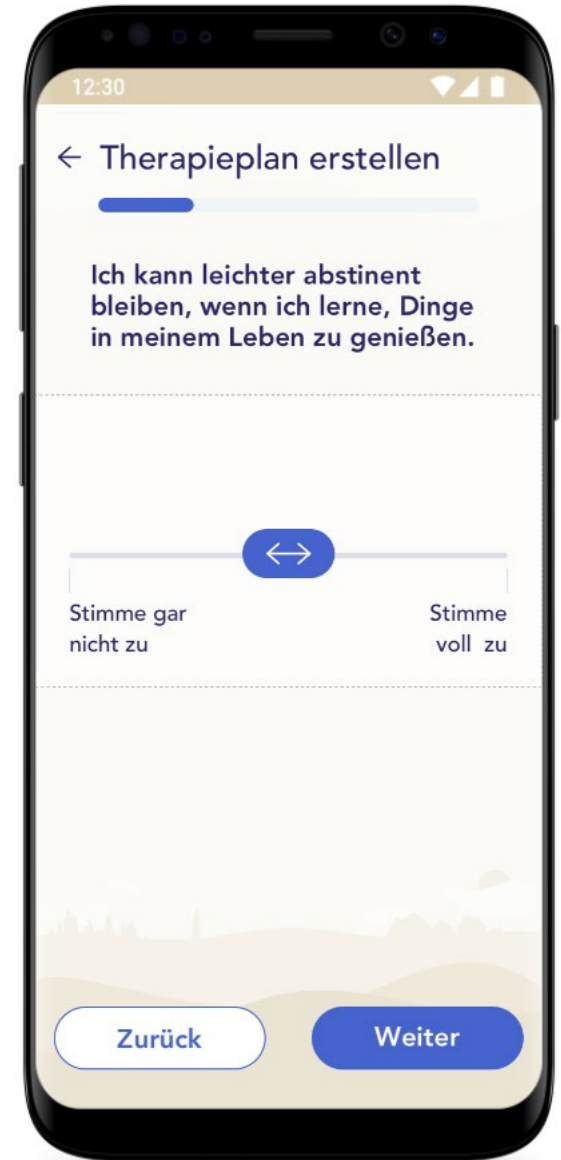 12:30
Therapieplan erstellen
Ich kann leichter abstinent
bleiben, wenn ich lerne, Dinge
in meinem Leben zu genießen.
Stimme gar
nicht zu
Stimme
voll zu
Zurück
Weiter